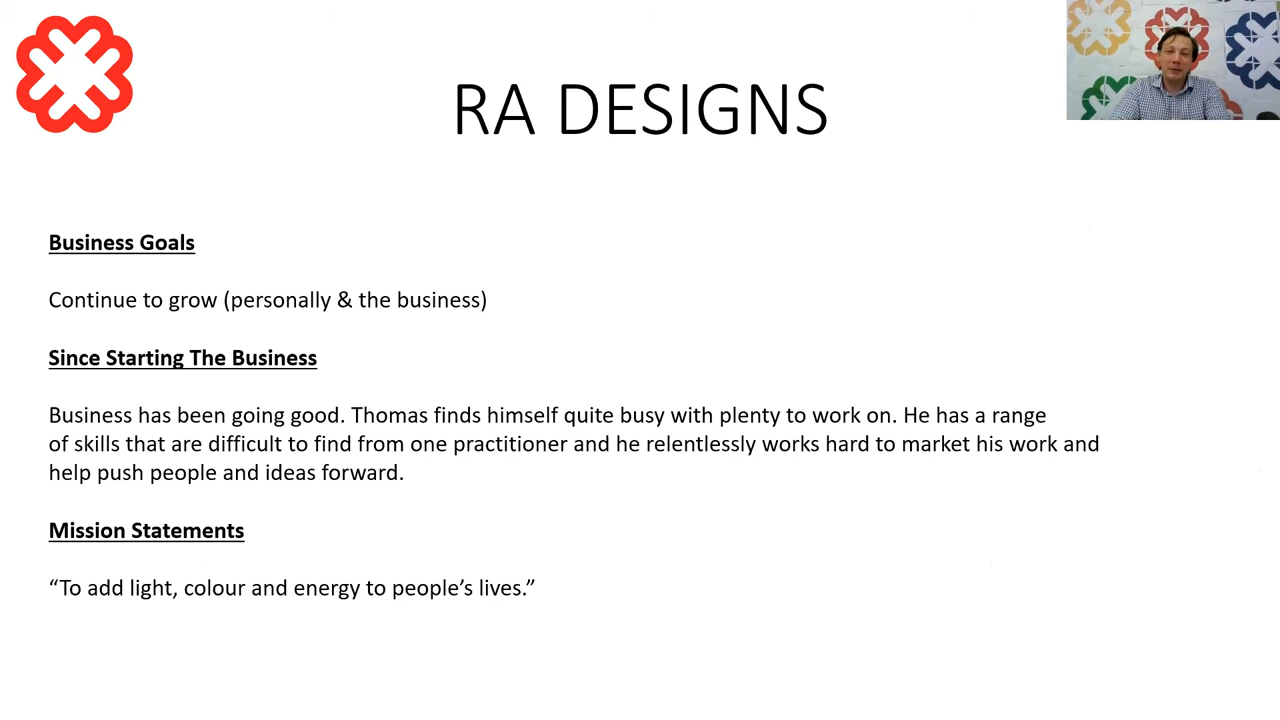 RA DESIGNS
Business Goals
Continue to grow (personally & the business)
Since Starting The Business
Business has been going good. Thomas finds himself quite busy with plenty to work on. He has a range
of skills that are difficult to find from one practitioner and he relentlessly works hard to market his work and
help push people and ideas forward.
Mission Statements
“To add light, colour and energy to people’s lives.”